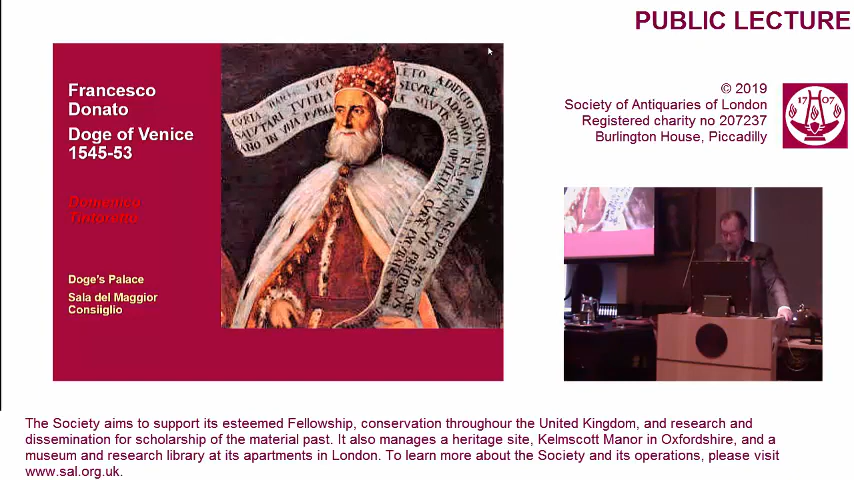 PUBLIC LECTURE
Francesco
Donato
Doge of Venice
1545-53
Domenico
Tintoretto
Doge's Palace
Sala del Maggior
Consiiglio
© 2019
Society of Antiquaries of London
Registered charity no 207237
Burlington House, Piccadilly
17 07
The Society aims to support its esteemed Fellowship, conservation throughour the United Kingdom, and research and
dissemination for scholarship of the material past. It also manages a heritage site, Kelmscott Manor in Oxfordshire, and a
museum and research library at its apartments in London. To learn more about the Society and its operations, please visit
www.sal.org.uk.